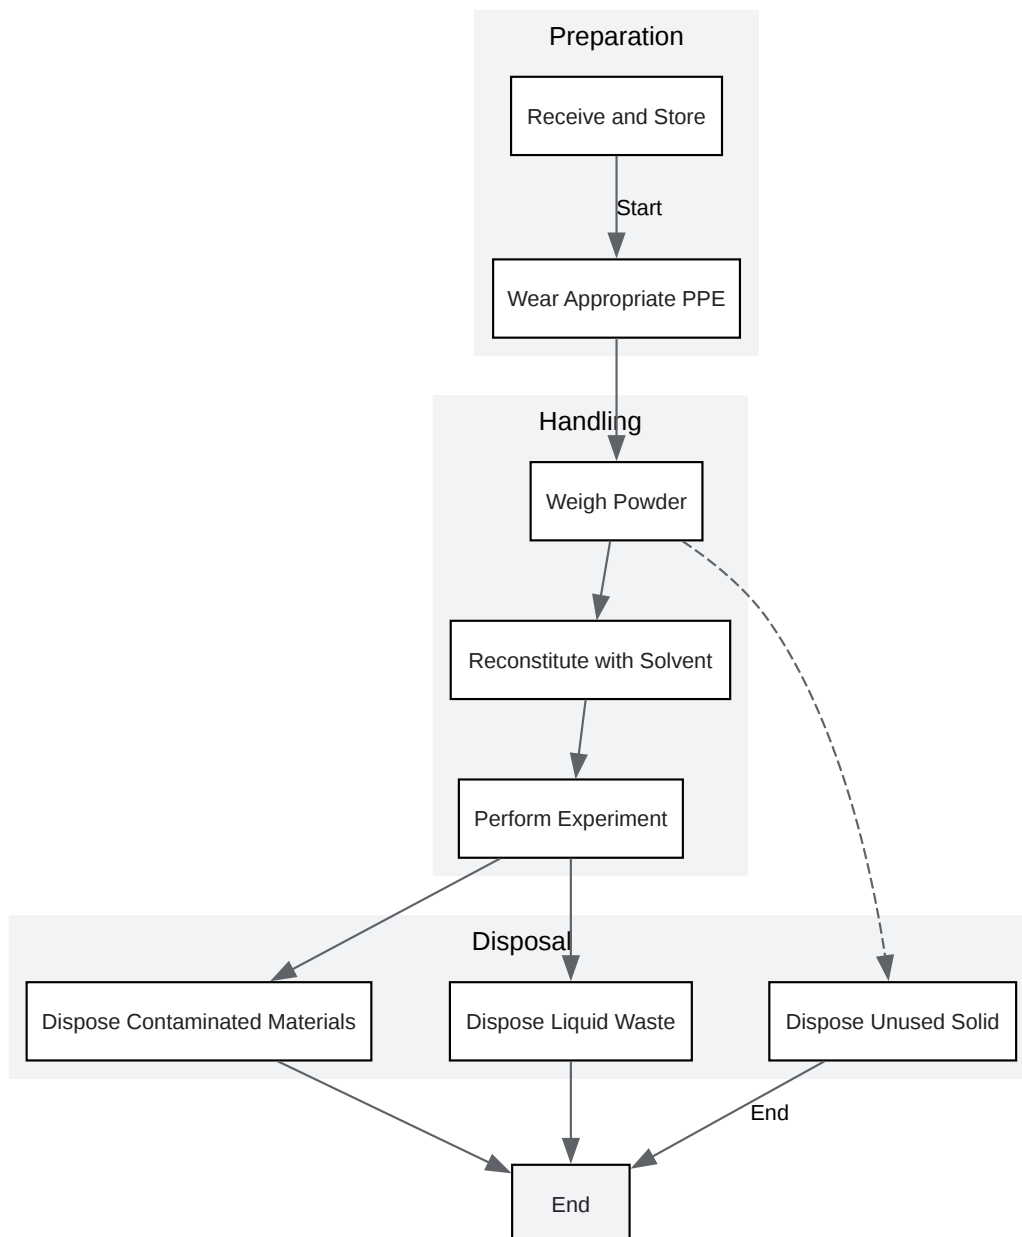 Preparation
Receive and Store
Start
Wear Appropriate PPE
Handling
Weigh Powder
Reconstitute with Solvent
Perform Experiment
Disposal
Dispose Contaminated Materials
Dispose Liquid Waste
Dispose Unused Solid
End
End